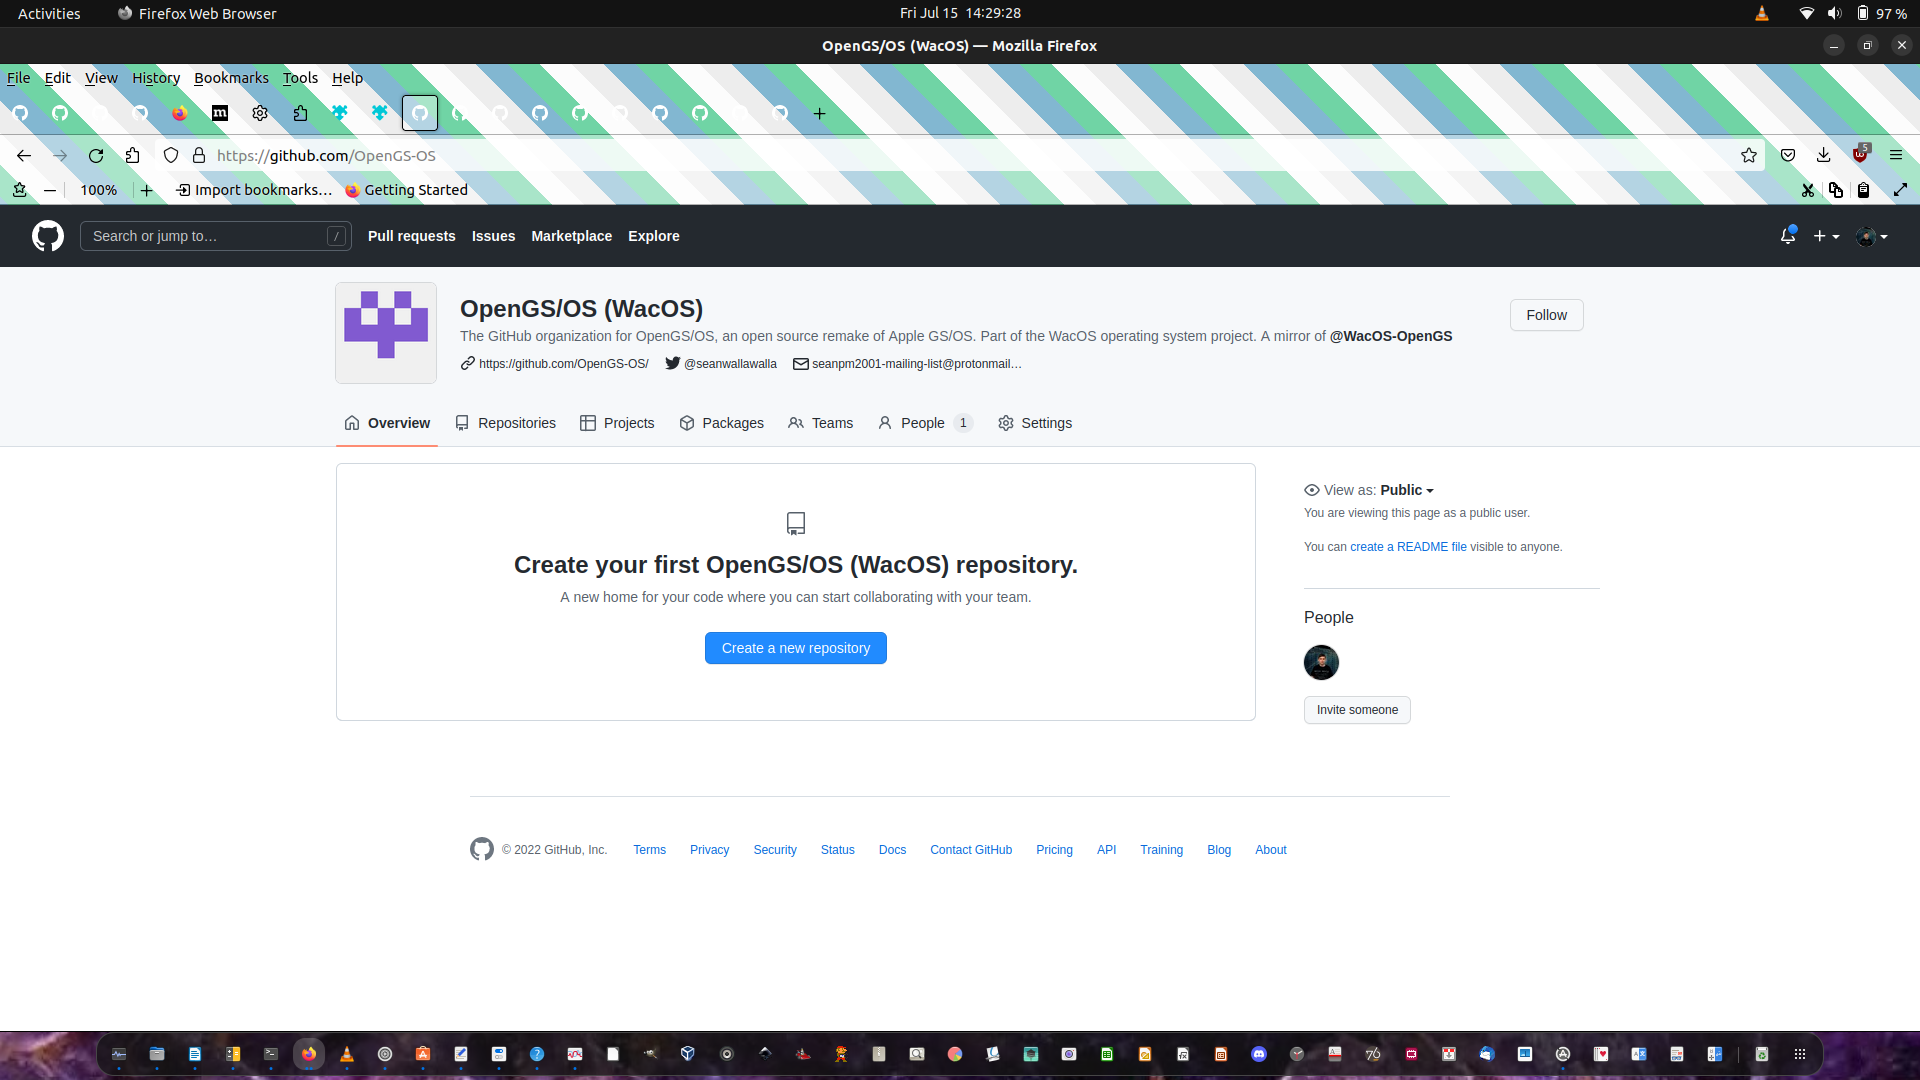 Activities
Firefox Web Browser
Fri Jul 15 14:29:28
97 %
OpenGS/OS (WacOS) — Mozilla Firefox
File Edit View History Bookmarks Tools Help
https://github.com/OpenGS-OS
5
100%
Import bookmarks…
Getting Started
Search or jump to…
/
Pull requests
Issues
Marketplace
Explore
OpenGS/OS (WacOS)
The GitHub organization for OpenGS/OS, an open source remake of Apple GS/OS. Part of the WacOS operating system project. A mirror of @WacOS-OpenGS
https://github.com/OpenGS-OS/
@seanwallawalla
seanpm2001-mailing-list@protonmail…
Follow
Overview
Repositories
Projects
Packages
Teams
People 1
Settings
Create your first OpenGS/OS (WacOS) repository.
A new home for your code where you can start collaborating with your team.
Create a new repository
View as: Public
You are viewing this page as a public user.
You can create a README file visible to anyone.
People
Invite someone
© 2022 GitHub, Inc.
Terms
Privacy
Security
Status
Docs
Contact GitHub
Pricing
API
Training
Blog
About